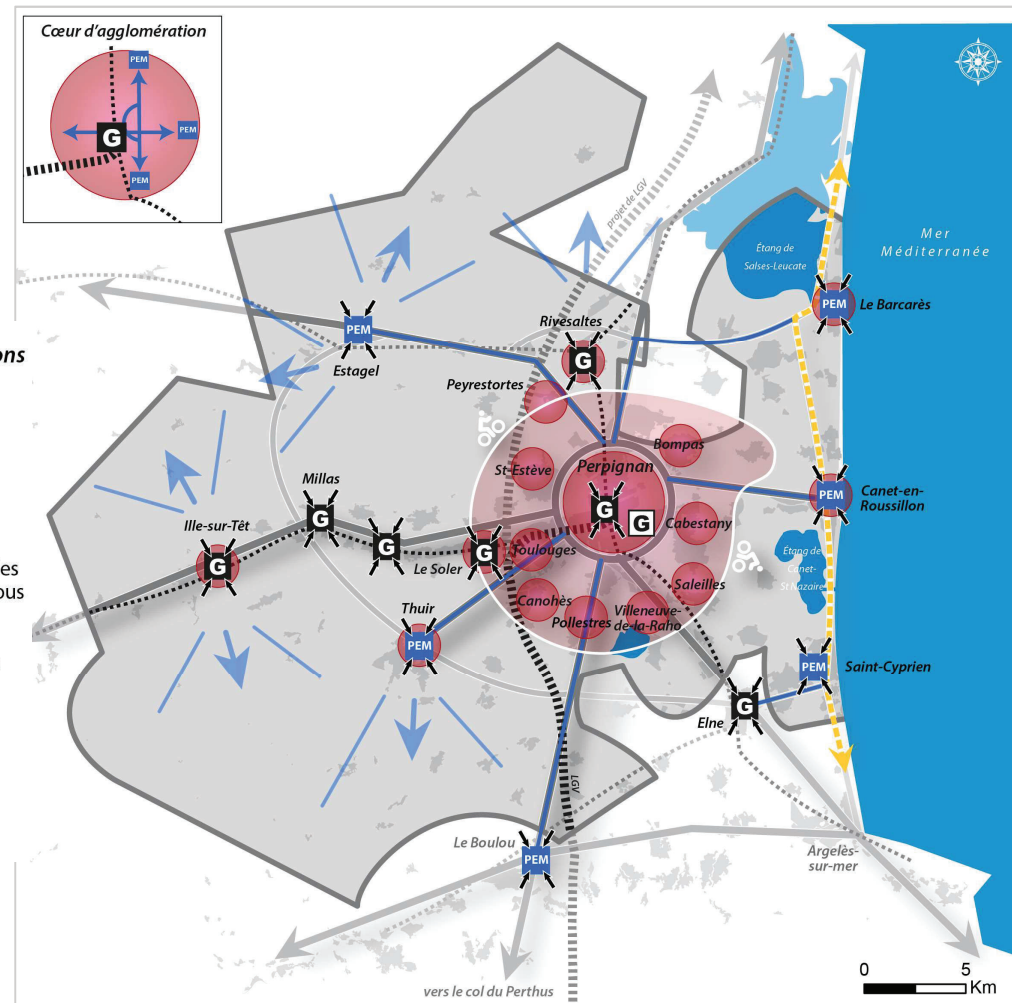 Cœur d'agglomération
PEM
G
PEM
PEM
projet de LGV
Mer
Méditerranée
Étang de
Salses-Leucate
PEM
Le Barcarès
ons
PEM
Estagel
Rivesaltes
G
Peyrestortes
Bompas
St-Estève
Perpignan
Millas
G
G
G
Cabestany
PEM
Canet-en-
Roussillon
Ille-sur-Têt
G
G
Le Soler
G
Toulouges
Étang de
Canet-
St Nazaire
es
ous
Thuir
PEM
Canohès
Pollestres
Villeneuve-
de-la-Raho
Saleilles
PEM
Saint-Cyprien
Elne
G
LGV
Le Boulou
PEM
Argelès-
sur-mer
vers le col du Perthus
0 5
Km